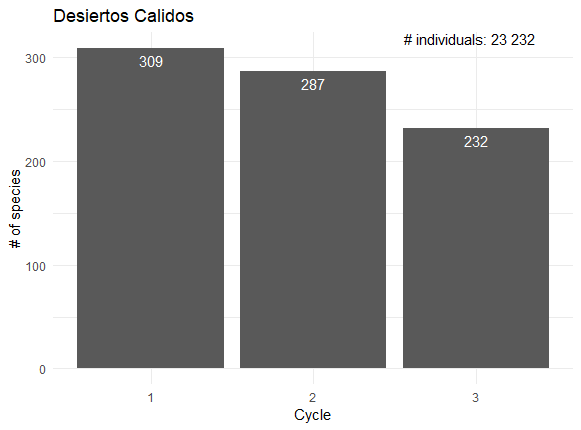 Desiertos Calidos
# individuals: 23 232
300
309
287
232
200
# of species
100
0
1
2
3
Cycle